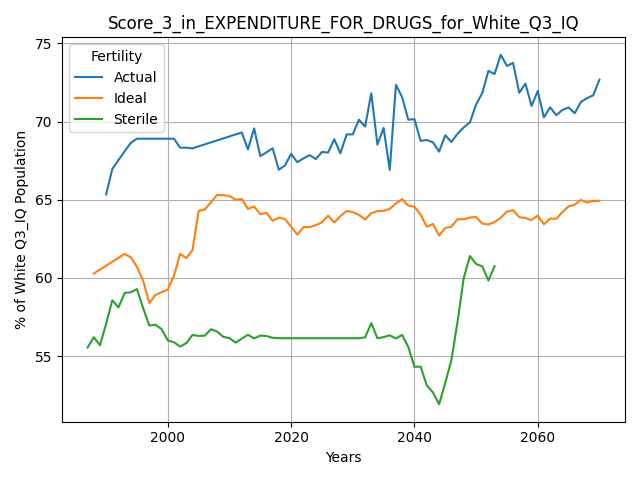 Score_3_in_EXPENDITURE_FOR_DRUGS_for_White_Q3_IQ
Fertility
Actual
Ideal
Sterile
% of White Q3_IQ Population
75
70
65
60
55
2000
2020
2040
2060
Years